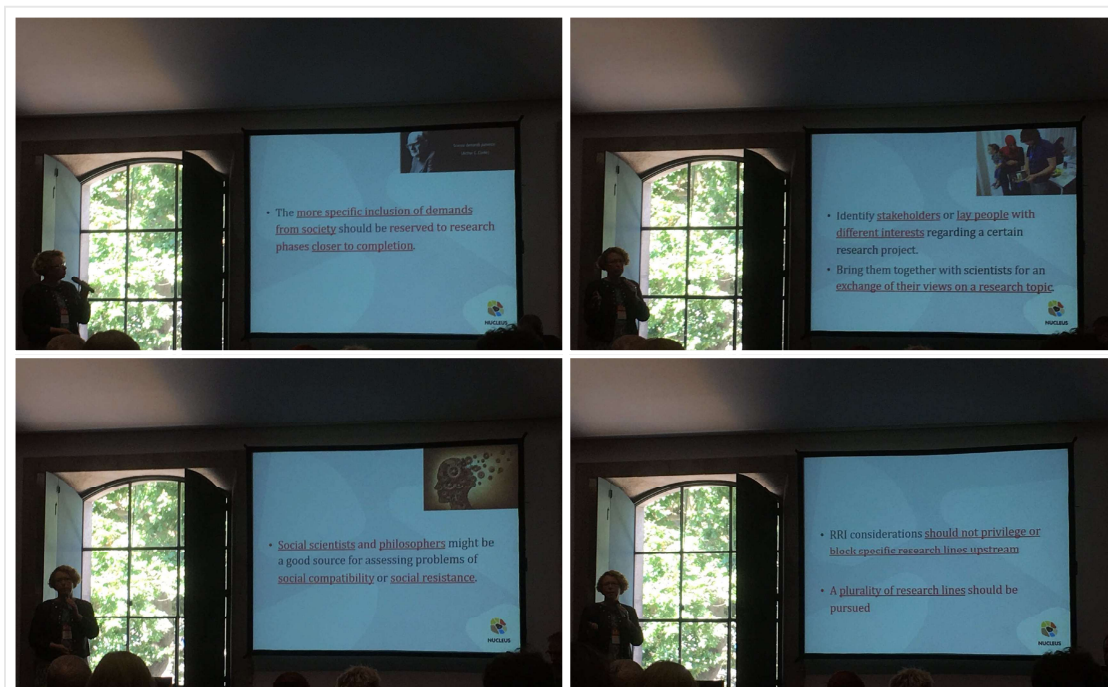 • The more specific inclusion of demands
from society should be reserved to research
phases closer to completion.
NUCLEUS
• Identify stakeholders or lay people with
different interests regarding a certain
research project.
• Bring them together with scientists for an
exchange of their views on a research topic.
NUCLEUS
• Social scientists and philosophers might be
a good source for assessing problems of
social compatibility or social resistance.
NUCLEUS
• RRI considerations should not privilege or
block specific research lines upstream
• A plurality of research lines should be
pursued
NUCLEUS